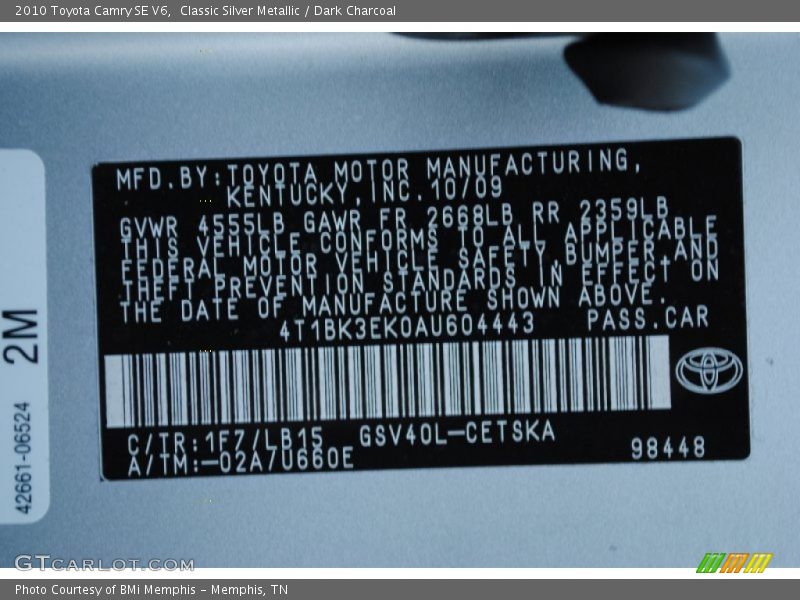 2010 Toyota Camry SE V6,  Classic Silver Metallic / Dark Charcoal
MFD.BY:TOYOTA MOTOR MANUFACTURING,
KENTUCKY,INC.10/09
GVWR 4555LB GAWR FR 2668LB RR 2359LB
THIS VEHICLE CONFORMS TO ALL APPLICABLE
FEDERAL MOTOR VEHICLE SAFETY,BUMPER,AND
THEFT PREVENTION STANDARDS IN EFFECT ON
THE DATE OF MANUFACTURE SHOWN ABOVE.
4T1BK3EK0AU604443 PASS.CAR
C/TR:1F7/LB15 GSV40L-CETSKA
A/TM:-02A7U660E 98448
42661-06524 2M
GTCARLOT.COM
Photo Courtesy of BMi Memphis – Memphis, TN